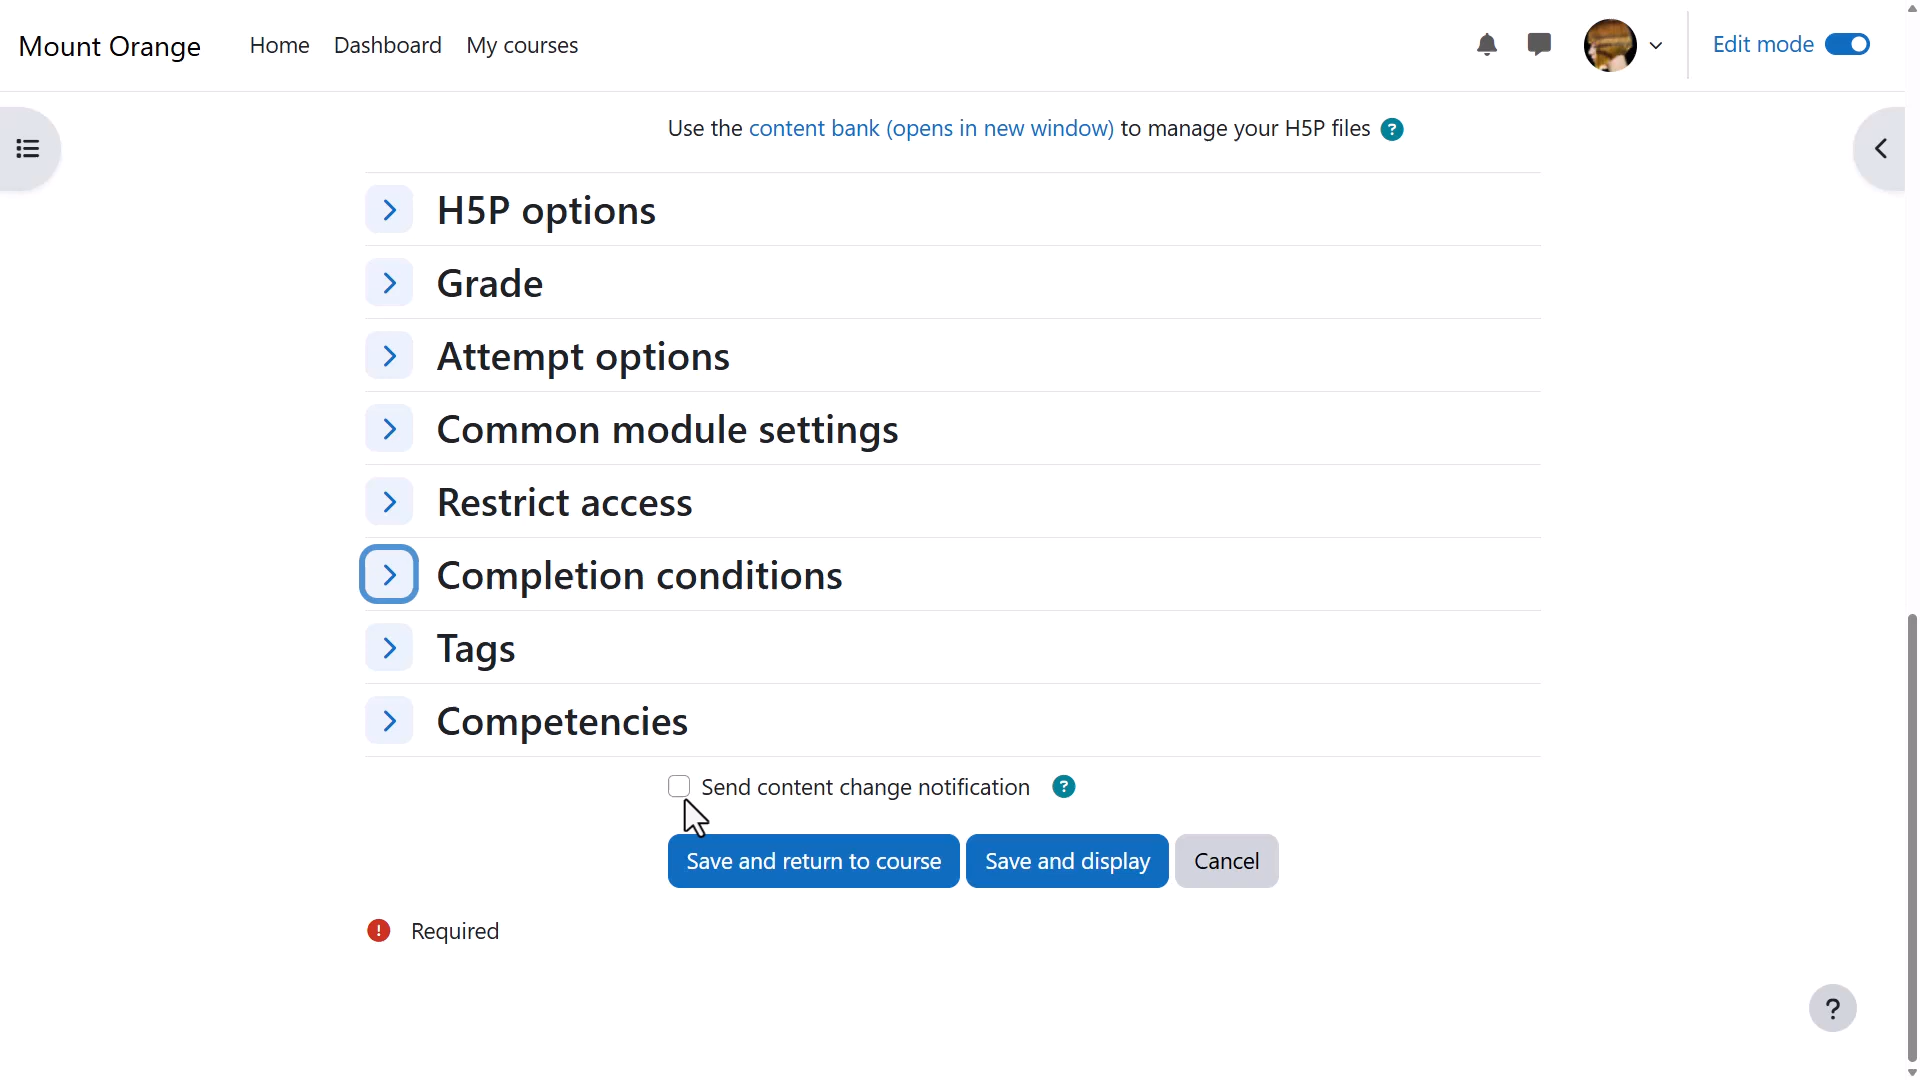 Mount Orange Home Dashboard My courses Edit mode
Use the content bank (opens in new window) to manage your H5P files ?
H5P options
Grade
Attempt options
Common module settings
Restrict access
Completion conditions
Tags
Competencies
Send content change notification ?
Save and return to course Save and display Cancel
! Required
?